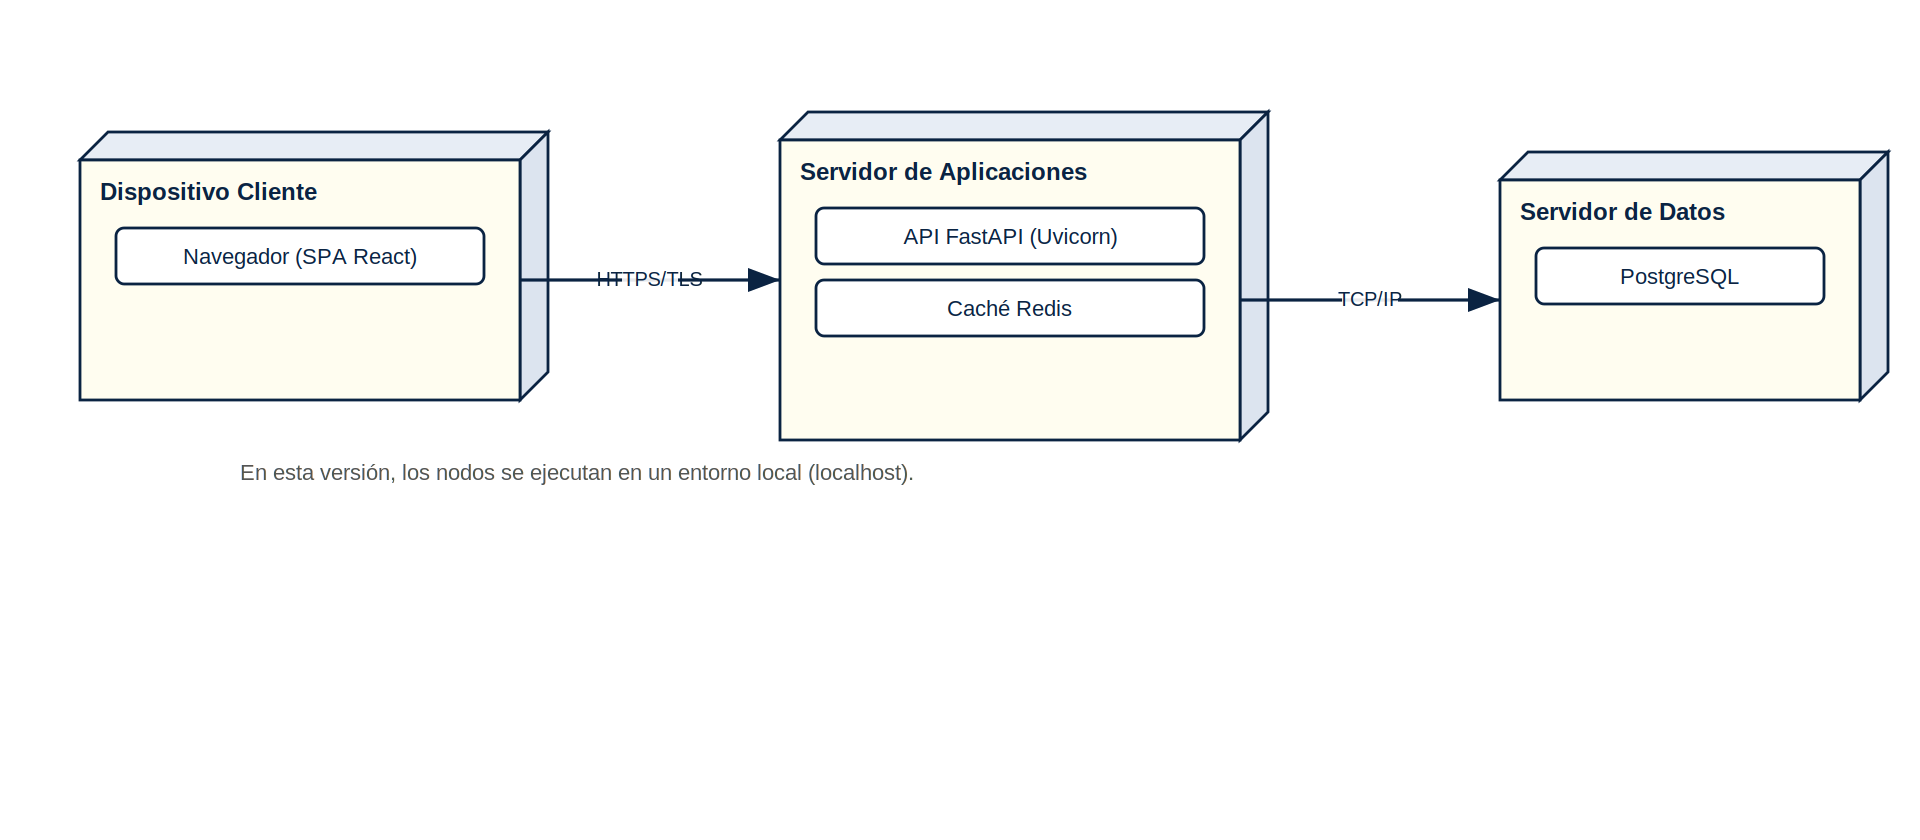 Dispositivo Cliente
Navegador (SPA React)
HTTPS/TLS
Servidor de Aplicaciones
API FastAPI (Uvicorn)
Caché Redis
TCP/IP
Servidor de Datos
PostgreSQL
En esta versión, los nodos se ejecutan en un entorno local (localhost).